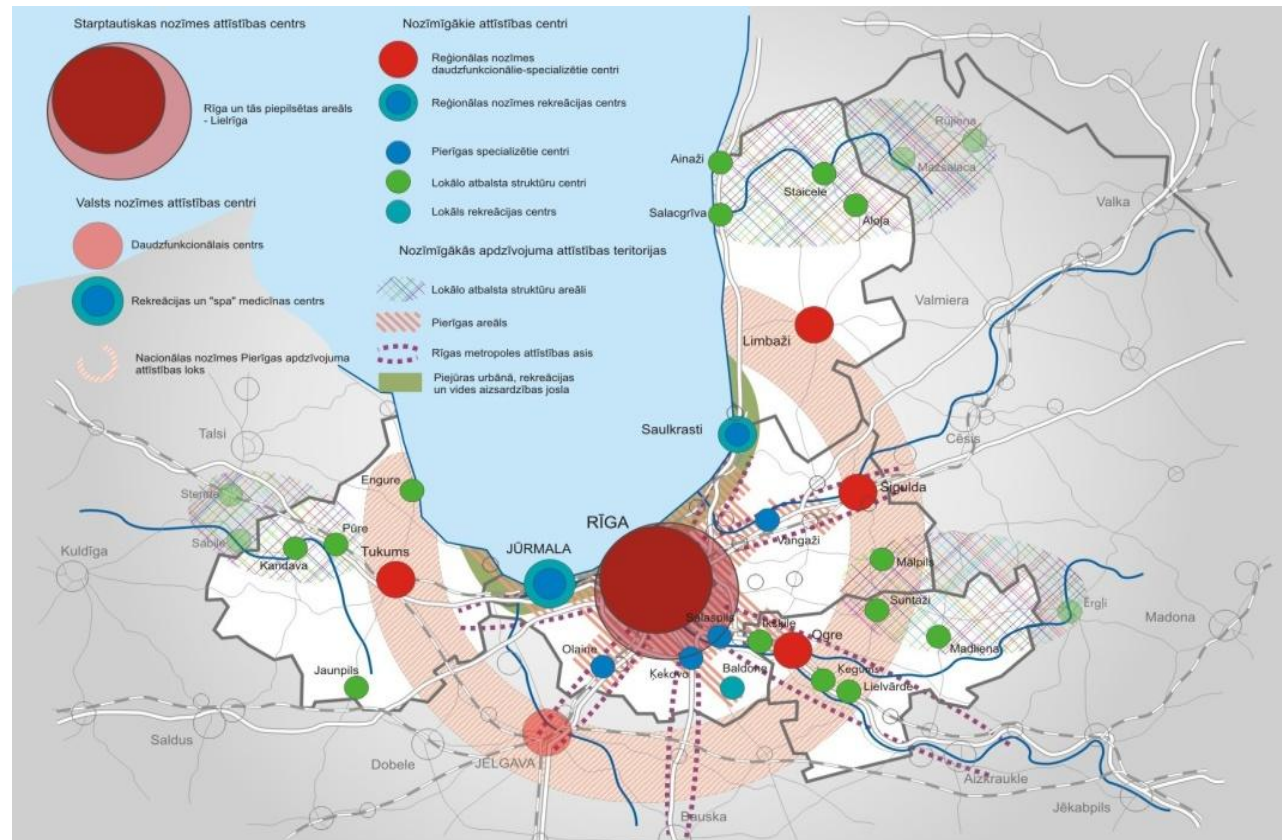 Starptautiskas nozīmes attīstības centrs
Rīga un tās piepilsētas areāls
- Lielrīga
Valsts nozīmes attīstības centri
Daudzfunkcionālais centrs
Rekreācijas un "spa" medicīnas centrs
Nacionālas nozīmes Pierīgas apdzīvojuma
attīstības loks
Nozīmīgākie attīstības centri
Reģionālas nozīmes
daudzfunkcionālie-specializētie centri
Reģionālas nozīmes rekreācijas centrs
Pierīgas specializētie centri
Lokālo atbalsta struktūru centri
Lokāls rekreācijas centrs
Nozīmīgākās apdzīvojuma attīstības teritorijas
Lokālo atbalsta struktūru areāli
Pierīgas areāls
Rīgas metropoles attīstības asis
Piejūras urbānā, rekreācijas
un vides aizsardzības josla
Rūjiena
Mazsalaca
Ainaži
Staicele
Salacgrīva
Aloja
Valka
Valmiera
Limbaži
Cēsis
Saulkrasti
Talsi
Engure
Sigulda
Stende
Sabile
Pūre
Kandava
Tukums
Kuldīga
RĪGA
JŪRMALA
Vangaži
Mālpils
Suntaži
Ērgļi
Madona
Salaspils
Ikšķile
Ogre
Madliena
Olaine
Ķekava
Baldone
Ķegums
Lielvārde
Jaunpils
Saldus
Dobele
JELGAVA
Aizkraukle
Jēkabpils
Bauska